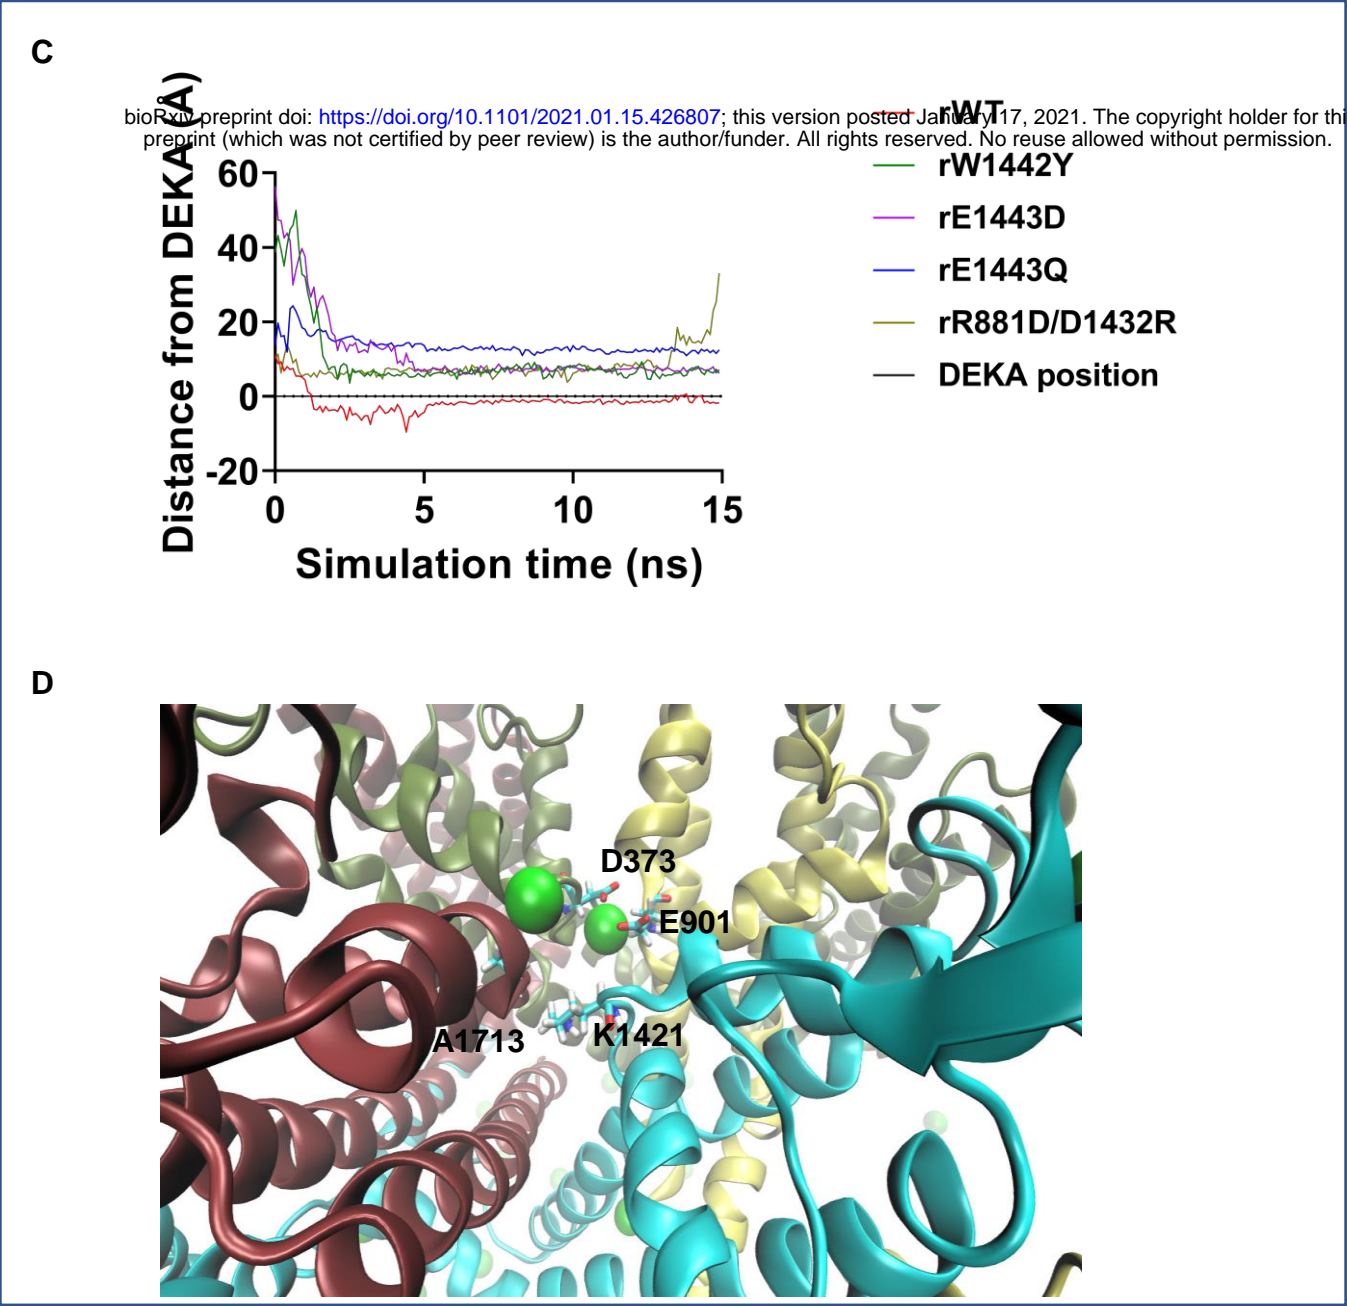 C
bioRxiv preprint doi: https://doi.org/10.1101/2021.01.15.426807; this version posted January 17, 2021. The copyright holder for thi
preprint (which was not certified by peer review) is the author/funder. All rights reserved. No reuse allowed without permission.
Distance from DEKA (Å)
60
40
20
0
-20
0 5 10 15
Simulation time (ns)
rWT
rW1442Y
rE1443D
rE1443Q
rR881D/D1432R
DEKA position
D
D373
E901
A1713
K1421